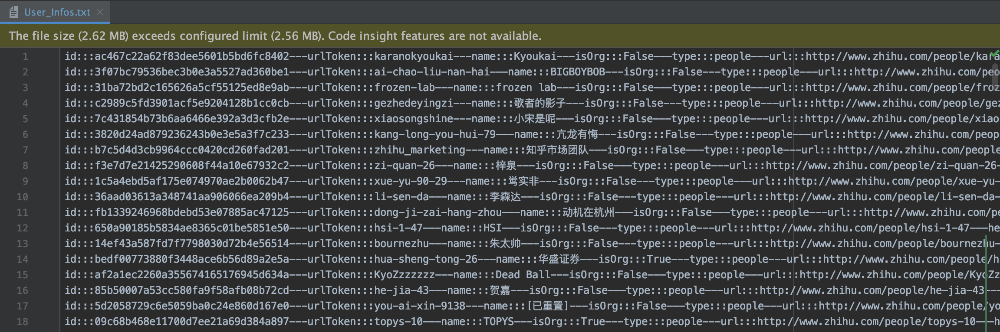 User_Infos.txt
The file size (2.62 MB) exceeds configured limit (2.56 MB). Code insight features are not available.
1 id:::ac467c22a62f83dee5601b5bd6fc8402---urlToken:::karanokyoukai---name:::Kyoukai---isOrg:::False---type:::people---url:::http://www.zhihu.com/people/kara
2 id:::3f07bc79536bec3b0e3a5527ad360be1---urlToken:::ai-chao-liu-nan-hai---name:::BIGBOYBOB---isOrg:::False---type:::people---url:::http://www.zhihu.com/peo
3 id:::31ba72bd2c165626a5cf55125ed8e9ab---urlToken:::frozen-lab---name:::frozen lab---isOrg:::False---type:::people---url:::http://www.zhihu.com/people/froz
4 id:::c2989c5fd3901acf5e9204128b1cc0cb---urlToken:::gezhedeyingzi---name:::歌者的影子---isOrg:::False---type:::people---url:::http://www.zhihu.com/people/gez
5 id:::7c431854b73b6aa6466e392a3d3cfb2e---urlToken:::xiaosongshine---name:::小宋是呢---isOrg:::False---type:::people---url:::http://www.zhihu.com/people/xiao
6 id:::3820d24ad879236243b0e3e5a3f7c233---urlToken:::kang-long-you-hui-79---name:::亢龙有悔---isOrg:::False---type:::people---url:::http://www.zhihu.com/peop
7 id:::b7c5d4d3cb9964ccc0420cd260fad201---urlToken:::zhihu_marketing---name:::知乎市场团队---isOrg:::False---type:::people---url:::http://www.zhihu.com/people
8 id:::f3e7d7e21425290608f44a10e67932c2---urlToken:::zi-quan-26---name:::梓泉---isOrg:::False---type:::people---url:::http://www.zhihu.com/people/zi-quan-26-
9 id:::1c5a4ebd5af175e074970ae2b0062b47---urlToken:::xue-yu-90-29---name:::鸴实非---isOrg:::False---type:::people---url:::http://www.zhihu.com/people/xue-yu-
10 id:::36aad03613a348741aa906066ea209b4---urlToken:::li-sen-da---name:::李森达---isOrg:::False---type:::people---url:::http://www.zhihu.com/people/li-sen-da-
11 id:::fb1339246968bdebd53e07885ac47125---urlToken:::dong-ji-zai-hang-zhou---name:::动机在杭州---isOrg:::False---type:::people---url:::http://www.zhihu.com/pe
12 id:::650a90185b5834ae8365c01be5851e50---urlToken:::hsi-1-47---name:::HSI---isOrg:::False---type:::people---url:::http://www.zhihu.com/people/hsi-1-47---he
13 id:::14ef43a587fd7f7798030d72b4e56514---urlToken:::bournezhu---name:::朱太帅---isOrg:::False---type:::people---url:::http://www.zhihu.com/people/bournezhu-
14 id:::bedf00773880f3448ace6b56d89a2e5a---urlToken:::hua-sheng-tong-26---name:::华盛证券---isOrg:::True---type:::people---url:::http://www.zhihu.com/people/h
15 id:::af2a1ec2260a355674165176945d634a---urlToken:::KyoZzzzzzz---name:::Dead Ball---isOrg:::False---type:::people---url:::http://www.zhihu.com/people/KyoZz
16 id:::85b50007a53cc580fa9f58afb08b72cd---urlToken:::he-jia-43---name:::贺嘉---isOrg:::False---type:::people---url:::http://www.zhihu.com/people/he-jia-43---
17 id:::5d2058729c6e5059ba0c24e860d167e0---urlToken:::you-ai-xin-9138---name:::[已重置]---isOrg:::False---type:::people---url:::http://www.zhihu.com/people/yo
18 id:::09c68b468e11700d7ee21a69d384a897---urlToken:::topys-10---name:::TOPYS---isOrg:::True---type:::people---url:::http://www.zhihu.com/people/topys-10---h